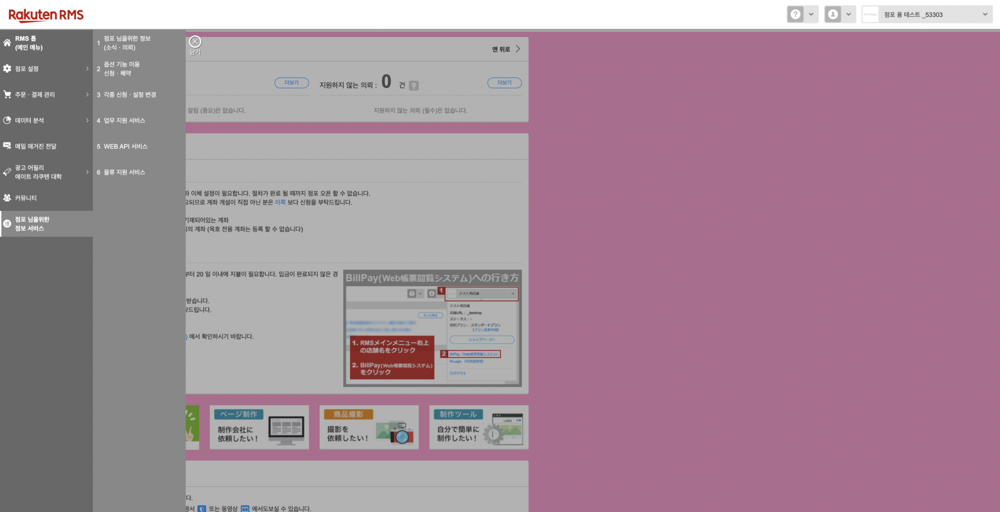 Rakuten RMS
점포 용 테스트 _53303
RMS 톱
(메인 메뉴)
점포 설정
주문 · 결제 관리
데이터 분석
메일 매거진 전달
광고 어필리
에이트 라쿠텐 대학
커뮤니티
점포 님을위한
정보 서비스
1 점포 님을위한 정보
(소식 · 의뢰)
2 옵션 기능 이용
신청 · 해약
3 각종 신청 · 설정 변경
4 업무 지원 서비스
5 WEB API 서비스
6 물류 지원 서비스
닫기
맨 위로
더보기
지원하지 않는 의뢰 : 0 건
더보기
알림 (중요)은 없습니다.
지원하지 않는 의뢰 (필수)은 없습니다.
이체 설정이 필요합니다. 절차가 완료 될 때까지 점포 오픈 할 수 없습니다.
요되므로 계좌 개설이 직접 아닌 분은 이쪽 보다 신청을 부탁드립니다.
기재되어있는 계좌
의 계좌 (옥호 전용 계좌는 등록 할 수 없습니다)
부터 20 일 이내에 지불이 필요합니다. 입금이 완료되지 않은 경
받습니다.
드립니다.
) 에서 확인하시기 바랍니다.
BillPay(Web帳票閲覧システム)への行き方
1 テスト用店舗
テスト用店舗
店舗URL : _testshop
ステータス : -
契約プラン : スタンダードプラン
(プラン変更申請)
もっと見る
ショップページへ
1. RMSメインメニュー右上
の店舗名をクリック
2. BillPay(Web帳票閲覧システム)
をクリック
2 BillPay (Web帳票閲覧システム)
R-Login (利用者管理)
ログアウト
ページ制作
制作会社に
依頼したい!
商品撮影
撮影を
依頼したい!
制作ツール
自分で簡単に
制作したい!
LOGO
다.
명서 또는 동영상 에서도보실 수 있습니다.